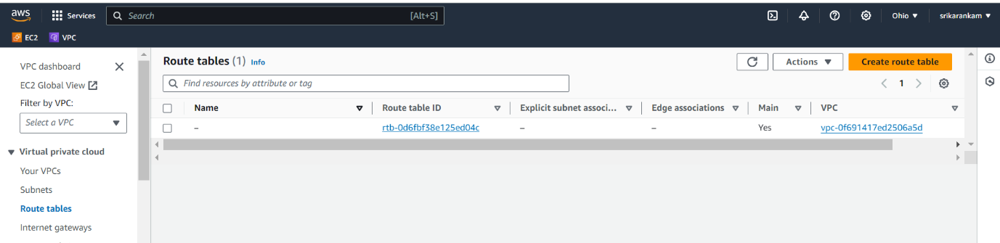 aws Services Search [Alt+S] Ohio ▼ srikarankam ▼
EC2 VPC
VPC dashboard
EC2 Global View
Filter by VPC:
Select a VPC
Virtual private cloud
Your VPCs
Subnets
Route tables
Internet gateways
Route tables (1) Info Actions ▼ Create route table
Find resources by attribute or tag < 1 >
Name Route table ID Explicit subnet associ... Edge associations Main VPC
– rtb-0d6fbf38e125ed04c – – Yes vpc-0f691417ed2506a5d